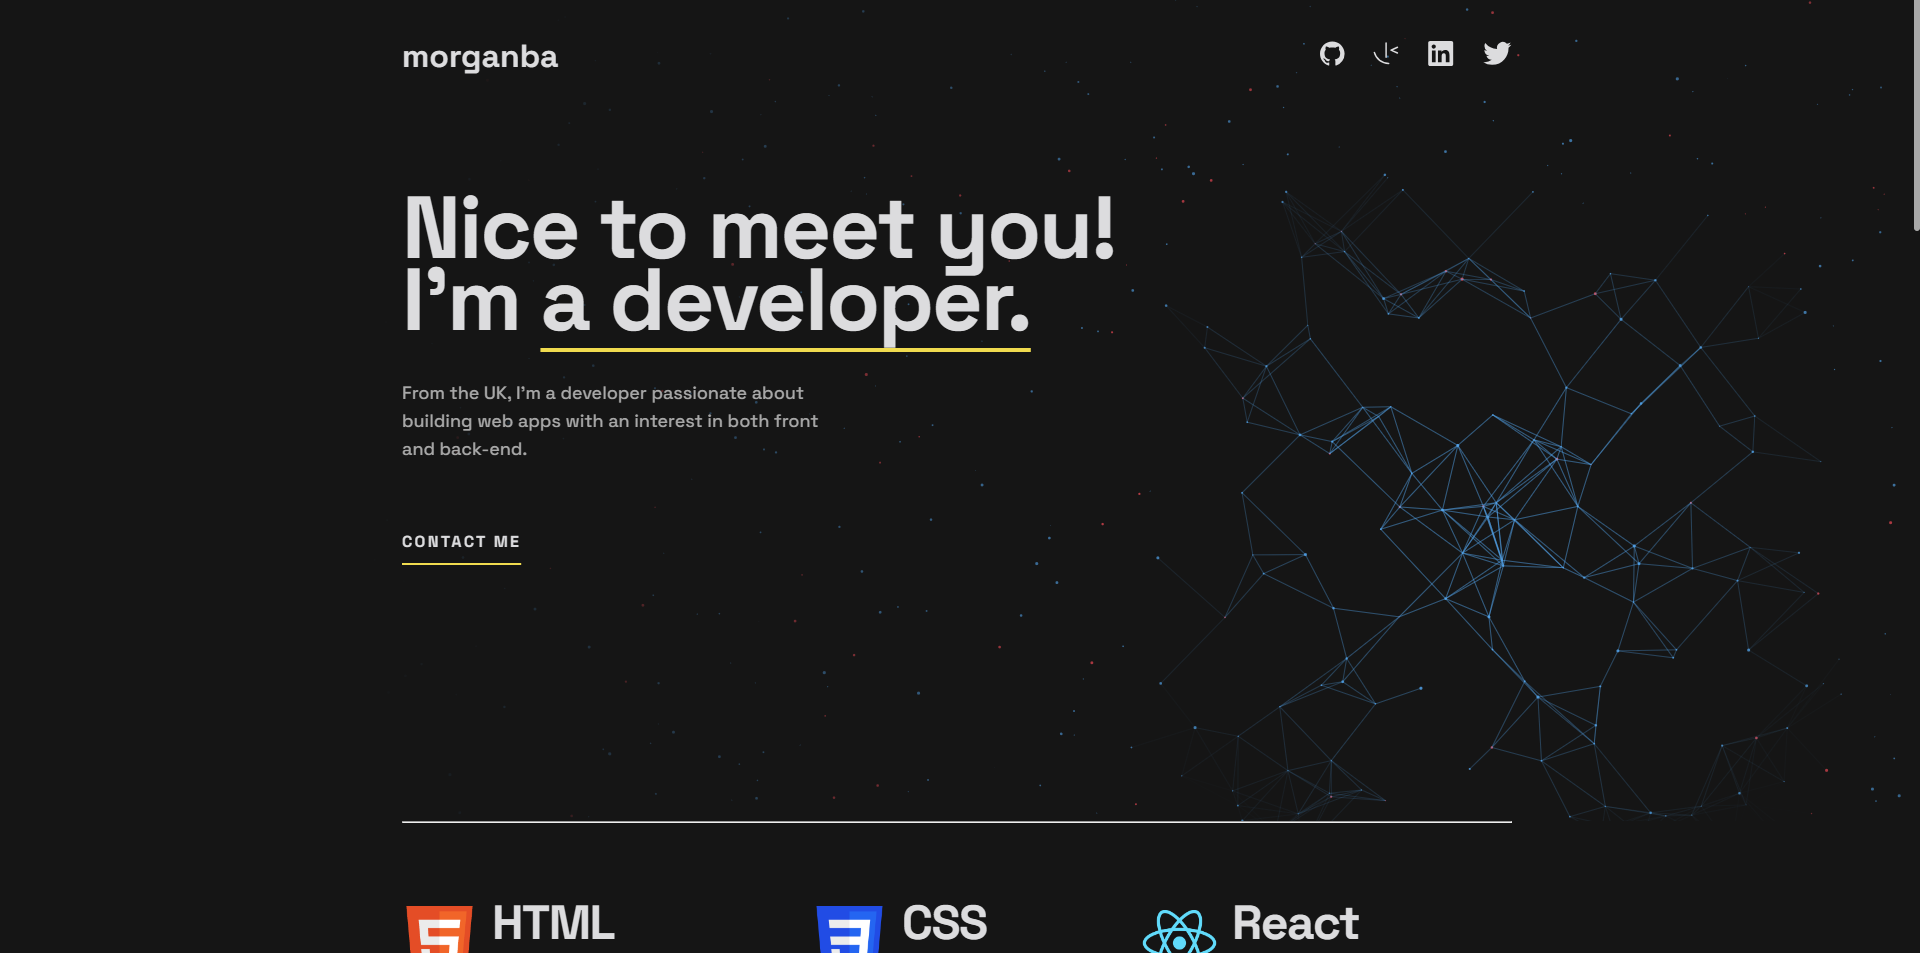 morganba
Nice to meet you!
I'm a developer.
From the UK, I'm a developer passionate about
building web apps with an interest in both front
and back-end.
CONTACT ME
HTML
CSS
React